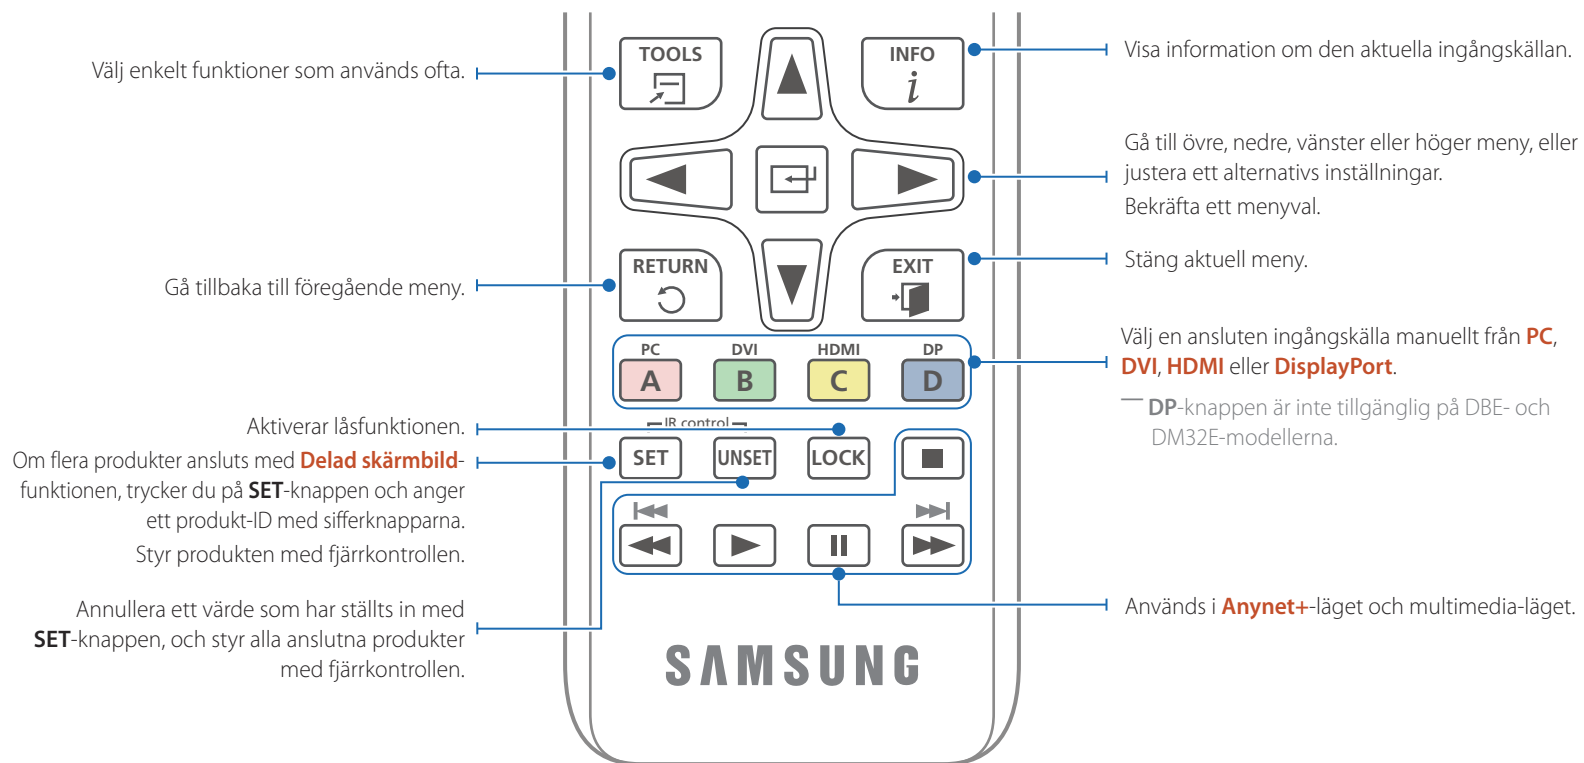 TOOLS
INFO
i
Välj enkelt funktioner som används ofta.
Visa information om den aktuella ingångskällan.
Gå till övre, nedre, vänster eller höger meny, eller
justera ett alternativs inställningar.
Bekräfta ett menyval.
RETURN
EXIT
Gå tillbaka till föregående meny.
Stäng aktuell meny.
PC
DVI
HDMI
DP
A
B
C
D
Välj en ansluten ingångskälla manuellt från PC,
DVI, HDMI eller DisplayPort.
DP-knappen är inte tillgänglig på DBE- och
DM32E-modellerna.
IR control
SET
UNSET
LOCK
Aktiverar låsfunktionen.
Om flera produkter ansluts med Delad skärmbild-
funktionen, trycker du på SET-knappen och anger
ett produkt-ID med sifferknapparna.
Styr produkten med fjärrkontrollen.
Annullera ett värde som har ställts in med
SET-knappen, och styr alla anslutna produkter
med fjärrkontrollen.
Används i Anynet+-läget och multimedia-läget.
SAMSUNG